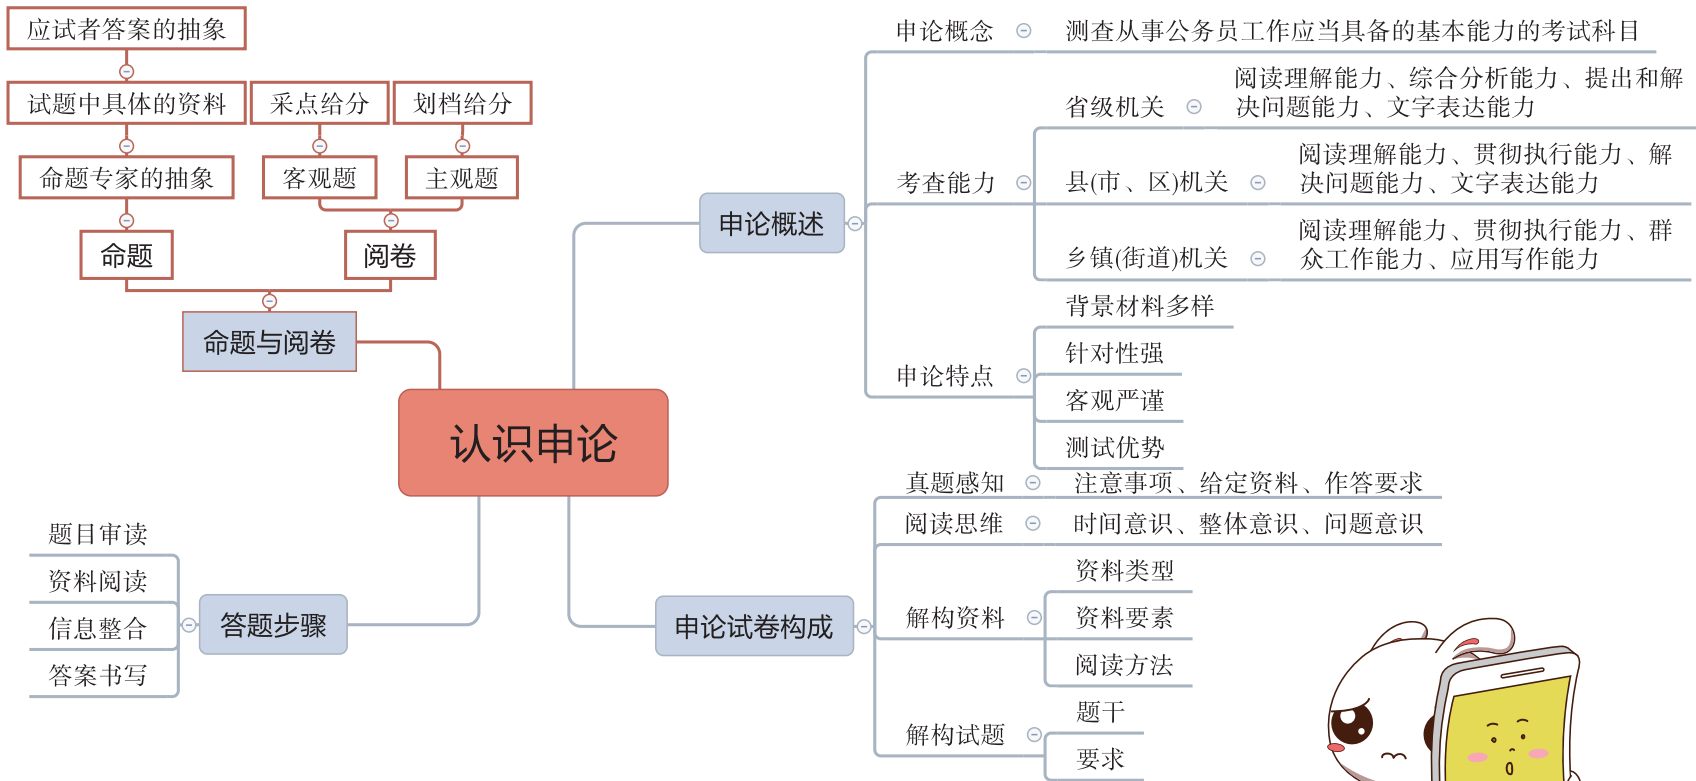 应试者答案的抽象
试题中具体的资料
采点给分
划档给分
命题专家的抽象
客观题
主观题
命题
阅卷
命题与阅卷
认识申论
申论概述
申论概念
测查从事公务员工作应当具备的基本能力的考试科目
考查能力
省级机关
阅读理解能力、综合分析能力、提出和解
决问题能力、文字表达能力
县(市、区)机关
阅读理解能力、贯彻执行能力、解
决问题能力、文字表达能力
乡镇(街道)机关
阅读理解能力、贯彻执行能力、群
众工作能力、应用写作能力
申论特点
背景材料多样
针对性强
客观严谨
测试优势
申论试卷构成
真题感知
注意事项、给定资料、作答要求
阅读思维
时间意识、整体意识、问题意识
解构资料
资料类型
资料要素
阅读方法
解构试题
题干
要求
答题步骤
题目审读
资料阅读
信息整合
答案书写